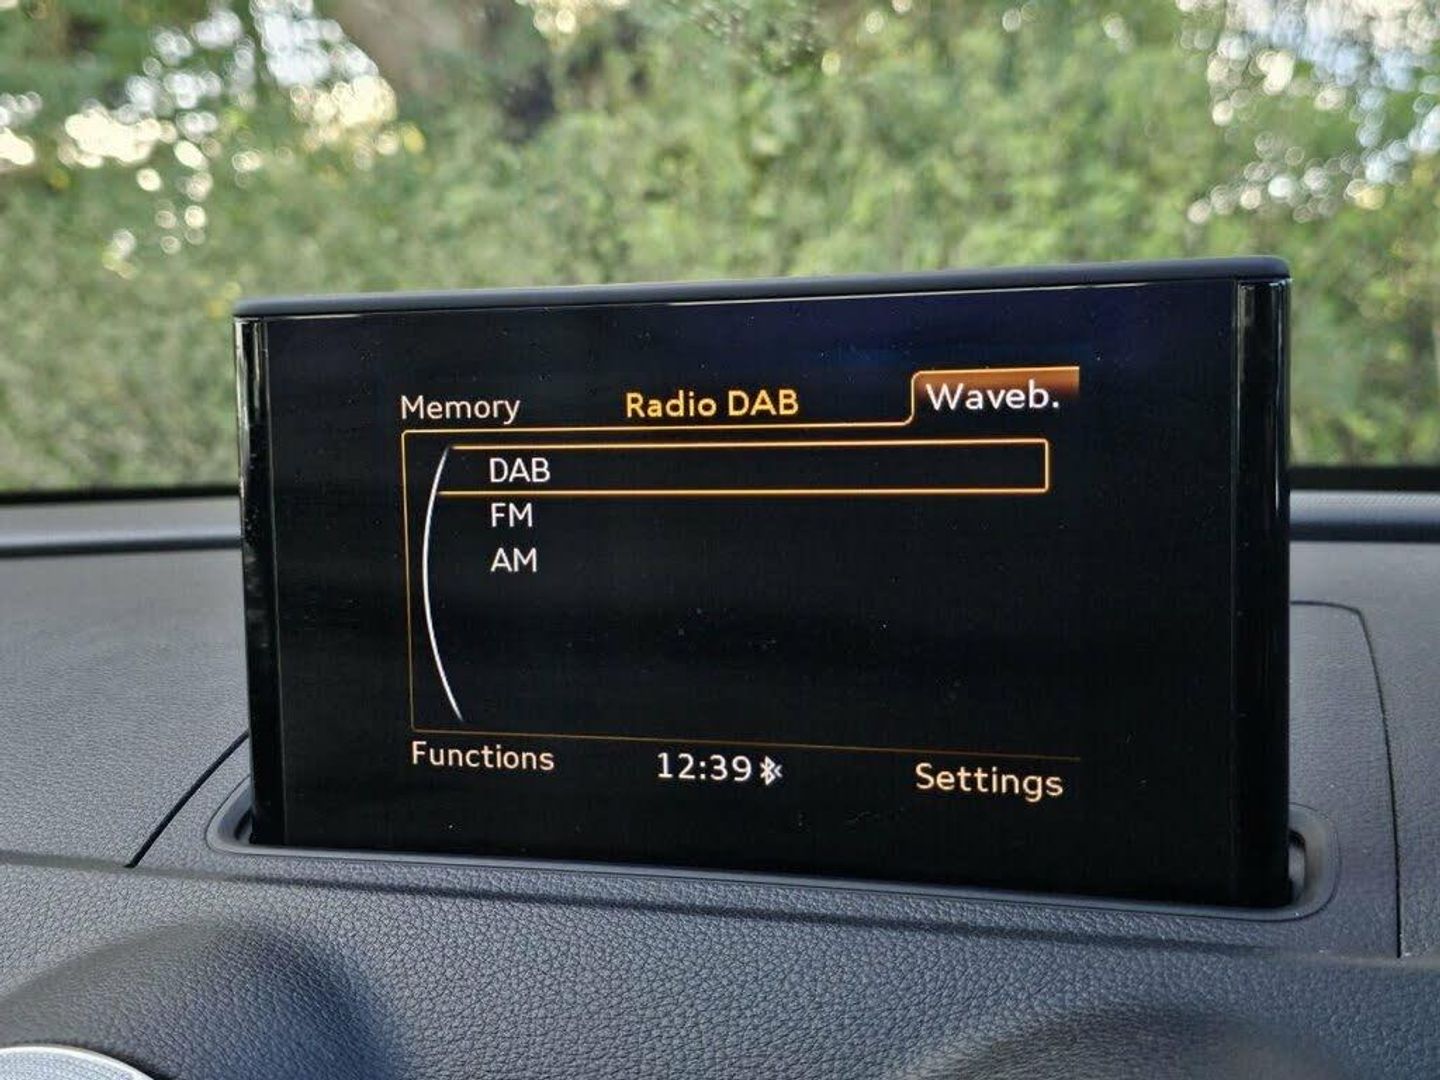 Memory Radio DAB Waveb.
DAB
FM
AM
Functions 12:39 Settings